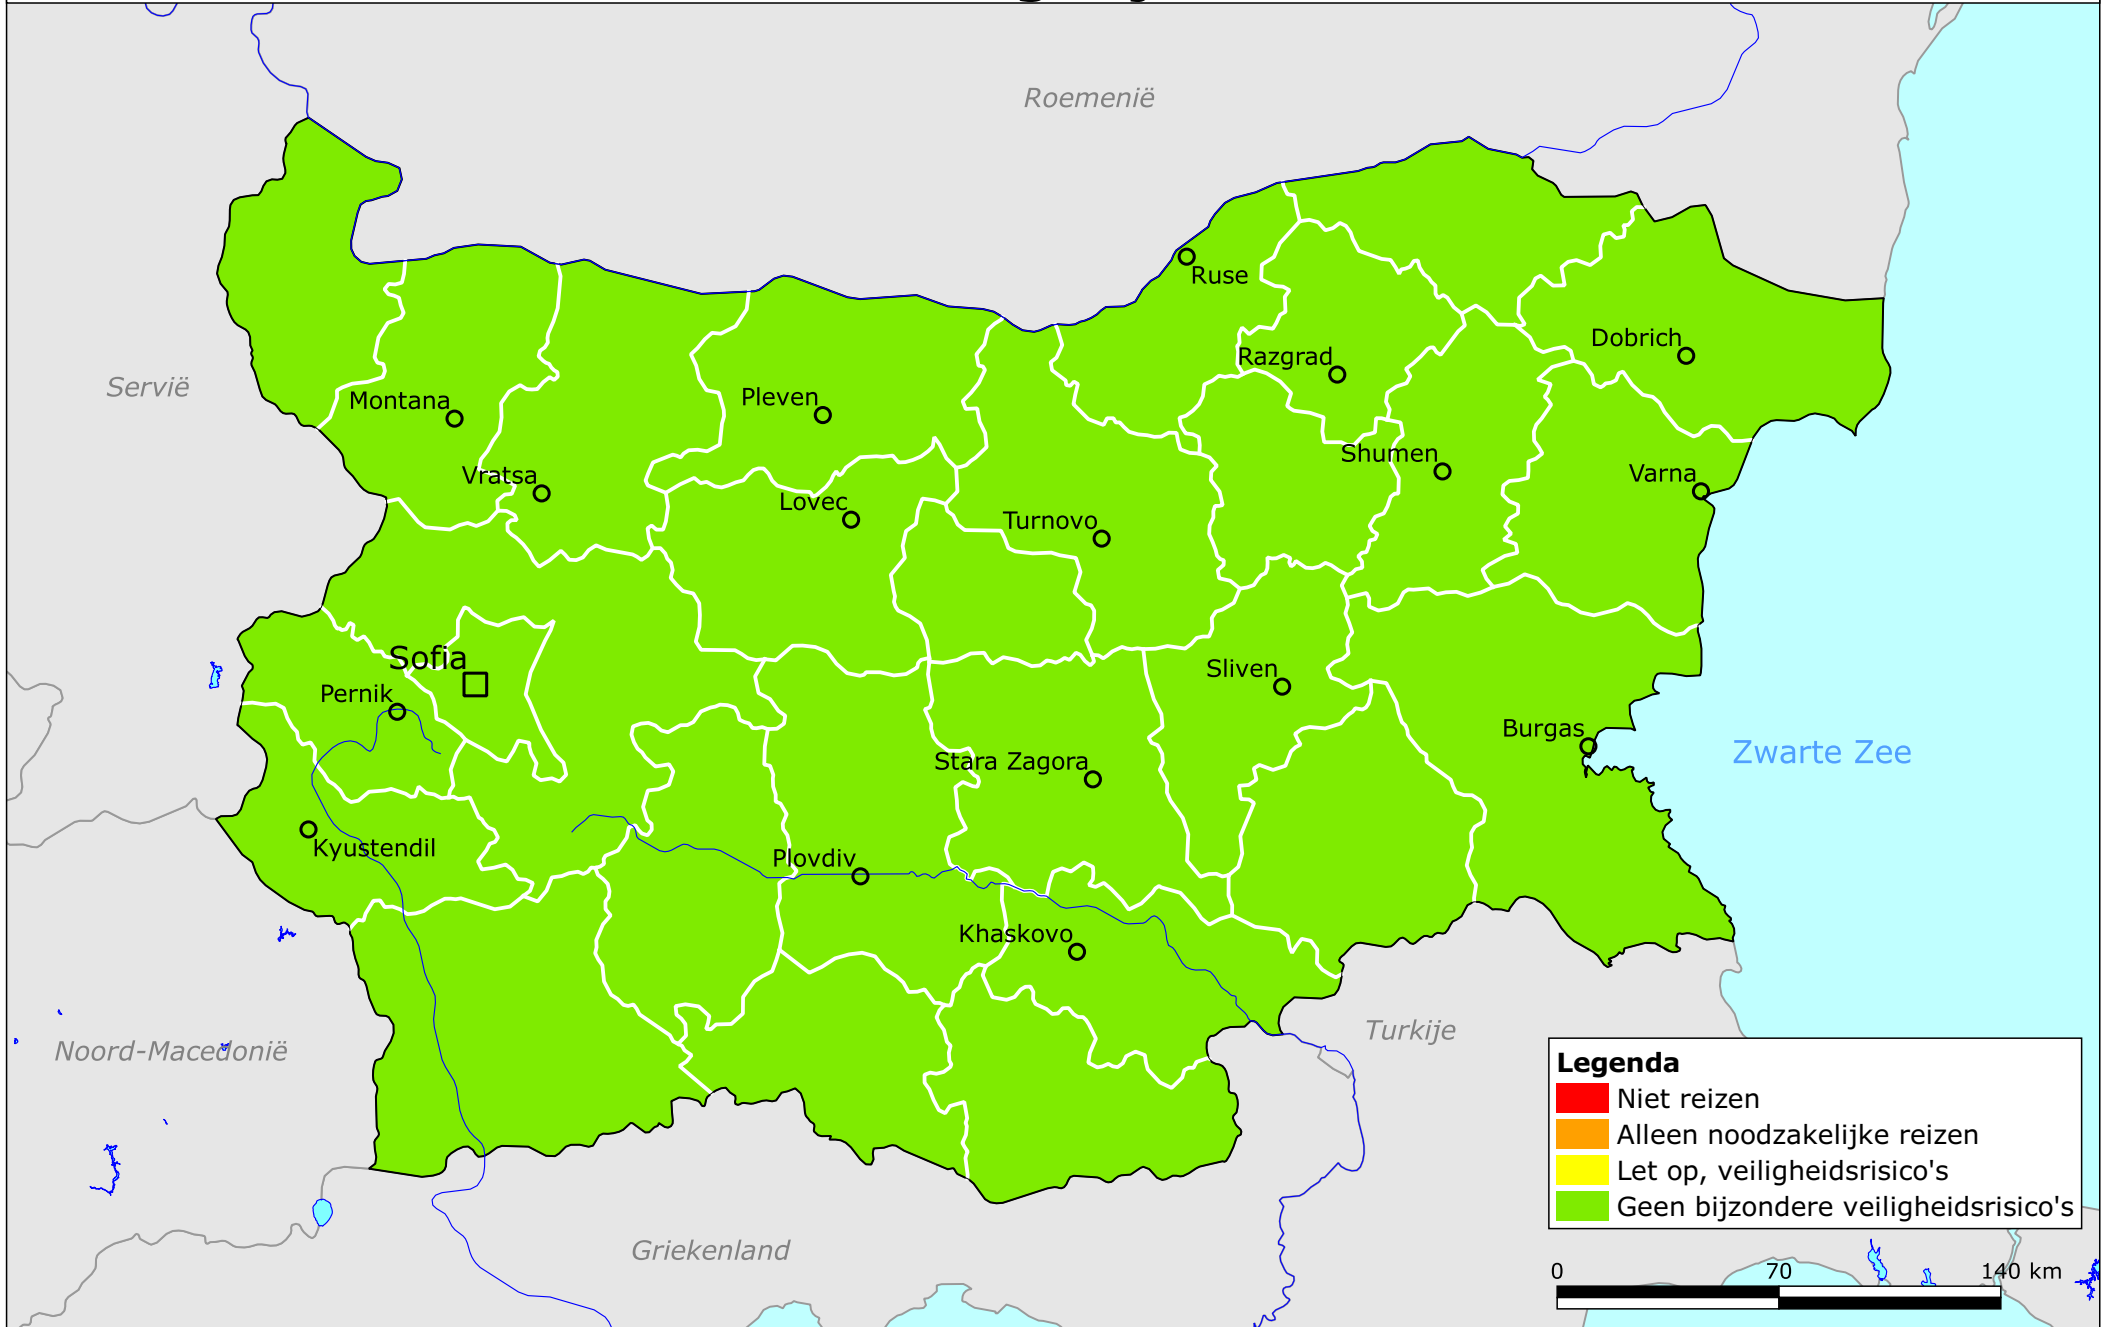 Roemenië
Ruse
Dobrich
Razgrad
Servië
Montana
Pleven
Shumen
Vratsa
Varna
Lovec
Turnovo
Sofia
Sliven
Pernik
Burgas
Zwarte Zee
Stara Zagora
Kyustendil
Plovdiv
Khaskovo
Turkije
Noord-Macedonië
Legenda
Niet reizen
Alleen noodzakelijke reizen
Let op, veiligheidsrisico's
Geen bijzondere veiligheidsrisico's
Griekenland
0 70 140 km